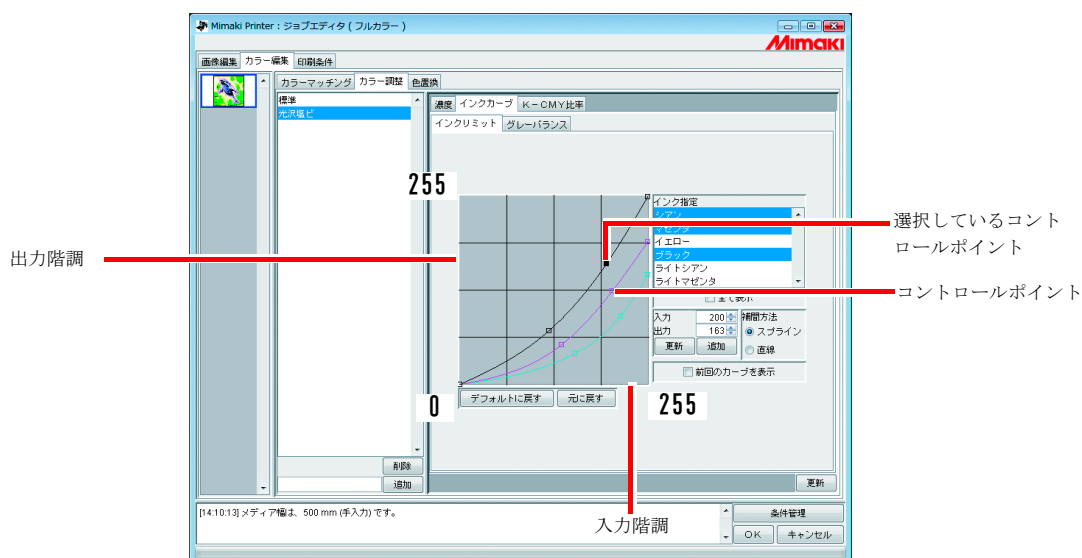 Mimaki Printer : ジョブエディタ ( フルカラー )
Mimaki
画像編集 カラー編集 印刷条件
カラーマッチング カラー調整 色置換
標準
光沢塩ビ
濃度 インクカーブ K-CMY比率
インクリミット グレーバランス
255
出力階調
インク指定
シアン
マゼンタ
イエロー
ブラック
ライトシアン
ライトマゼンタ
全て表示
選択しているコント
ロールポイント
コントロールポイント
入力 200
出力 163
更新 追加
補間方法
スプライン
直線
前回のカーブを表示
0
デフォルトに戻す 元に戻す
255
削除
追加
更新
入力階調
[14:10:13] メディア幅は、500 mm (手入力) です。
条件管理
OK キャンセル